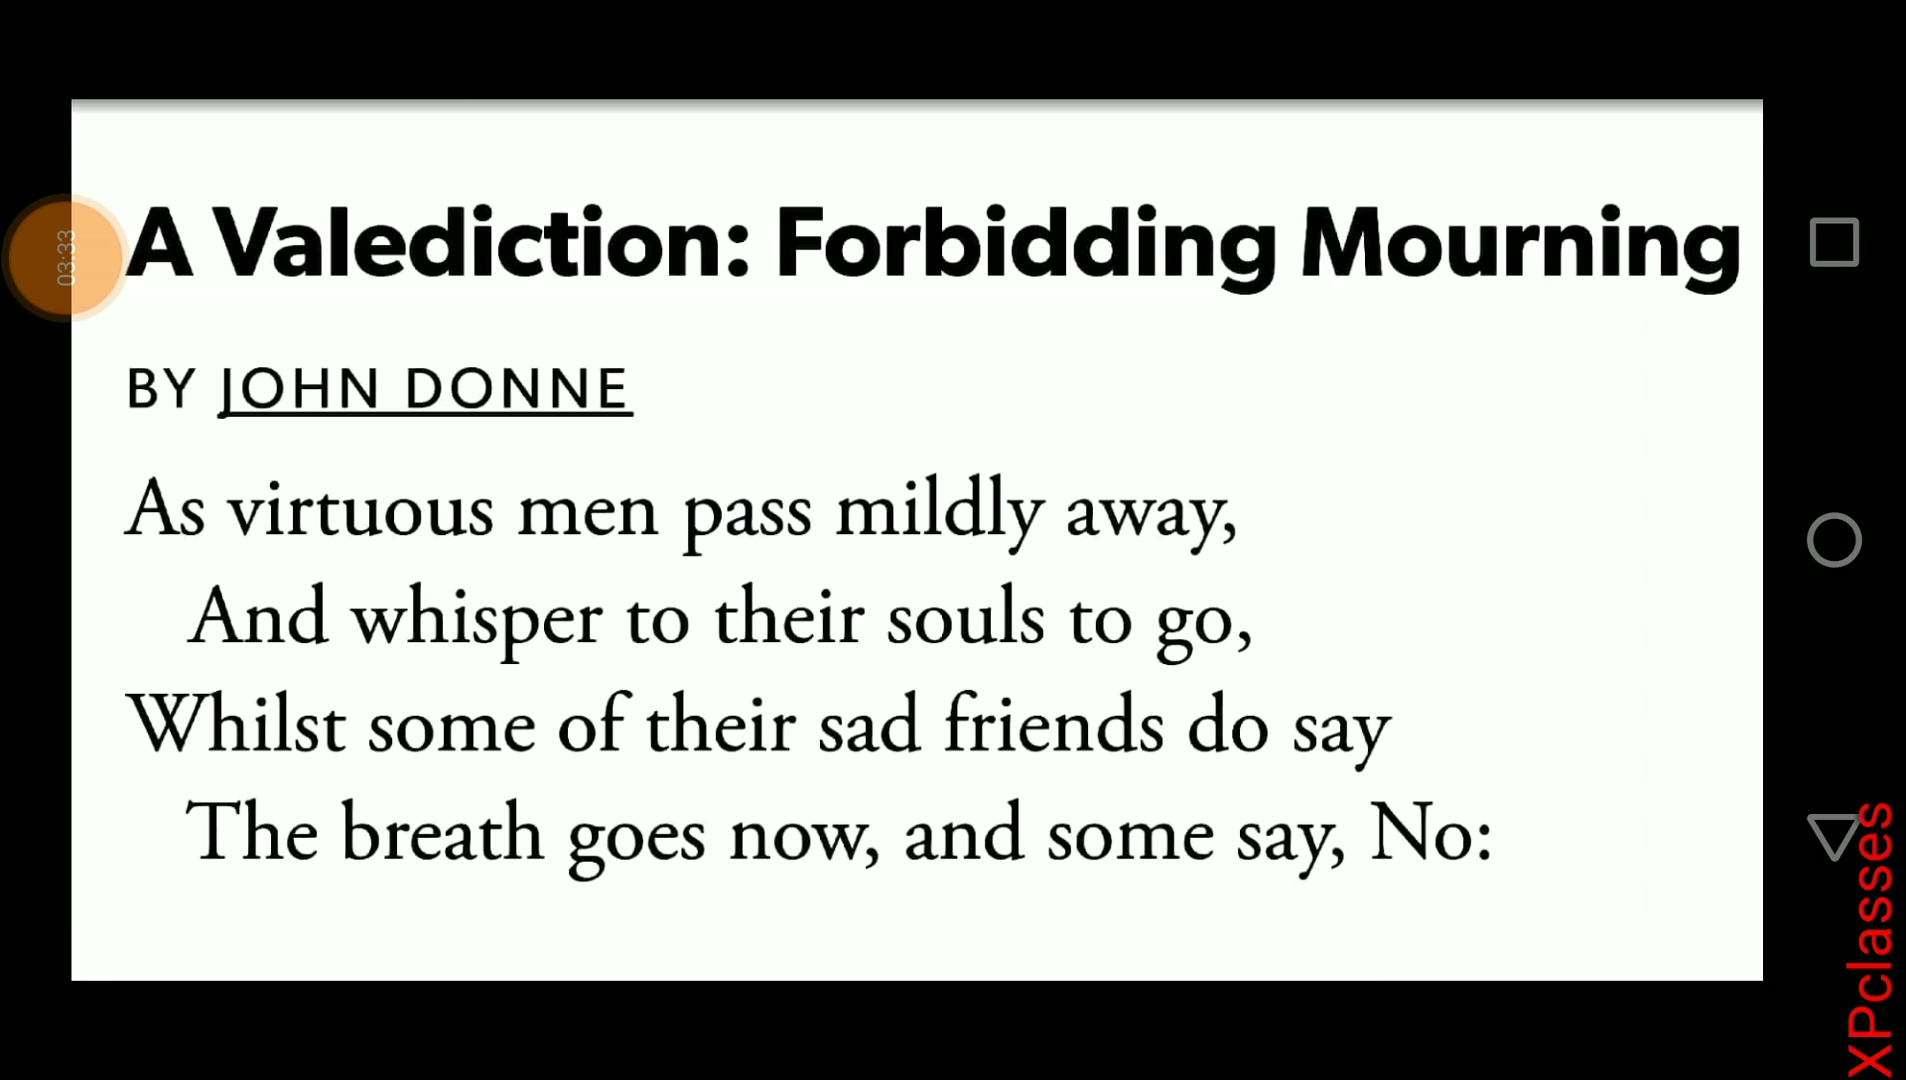 A Valediction: Forbidding Mourning
BY JOHN DONNE
As virtuous men pass mildly away,
And whisper to their souls to go,
Whilst some of their sad friends do say
The breath goes now, and some say, No:
03:33
XPclasses